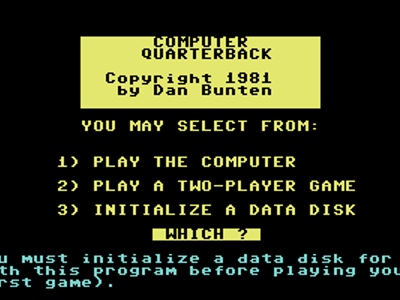 COMPUTER
QUARTERBACK
Copyright 1981
by Dan Bunten
YOU MAY SELECT FROM:
1) PLAY THE COMPUTER
2) PLAY A TWO-PLAYER GAME
3) INITIALIZE A DATA DISK
WHICH ?
u must initialize a data disk for
th this program before playing you
rst game).